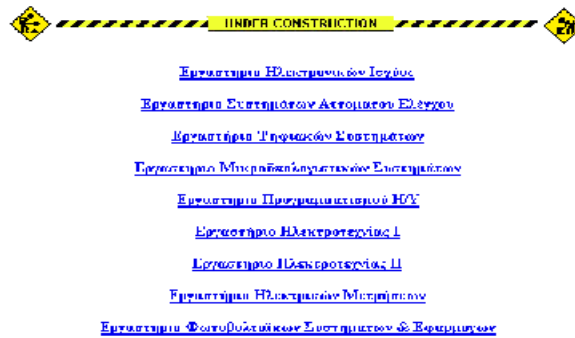 UNDER CONSTRUCTION
Εργαστήριο Ηλεκτρονικών Ισχύος
Εργαστήριο Συστημάτων Αυτομάτου Ελέγχου
Εργαστήριο Ψηφιακών Συστημάτων
Εργαστήριο Μικροϋπολογιστικών Συστημάτων
Εργαστήριο Προγραμματισμού Η/Υ
Εργαστήριο Ηλεκτροτεχνίας Ι
Εργαστήριο Ηλεκτροτεχνίας ΙΙ
Εργαστήριο Ηλεκτρικών Μετρήσεων
Εργαστήριο Φωτοβολταϊκών Συστημάτων & Εφαρμογών